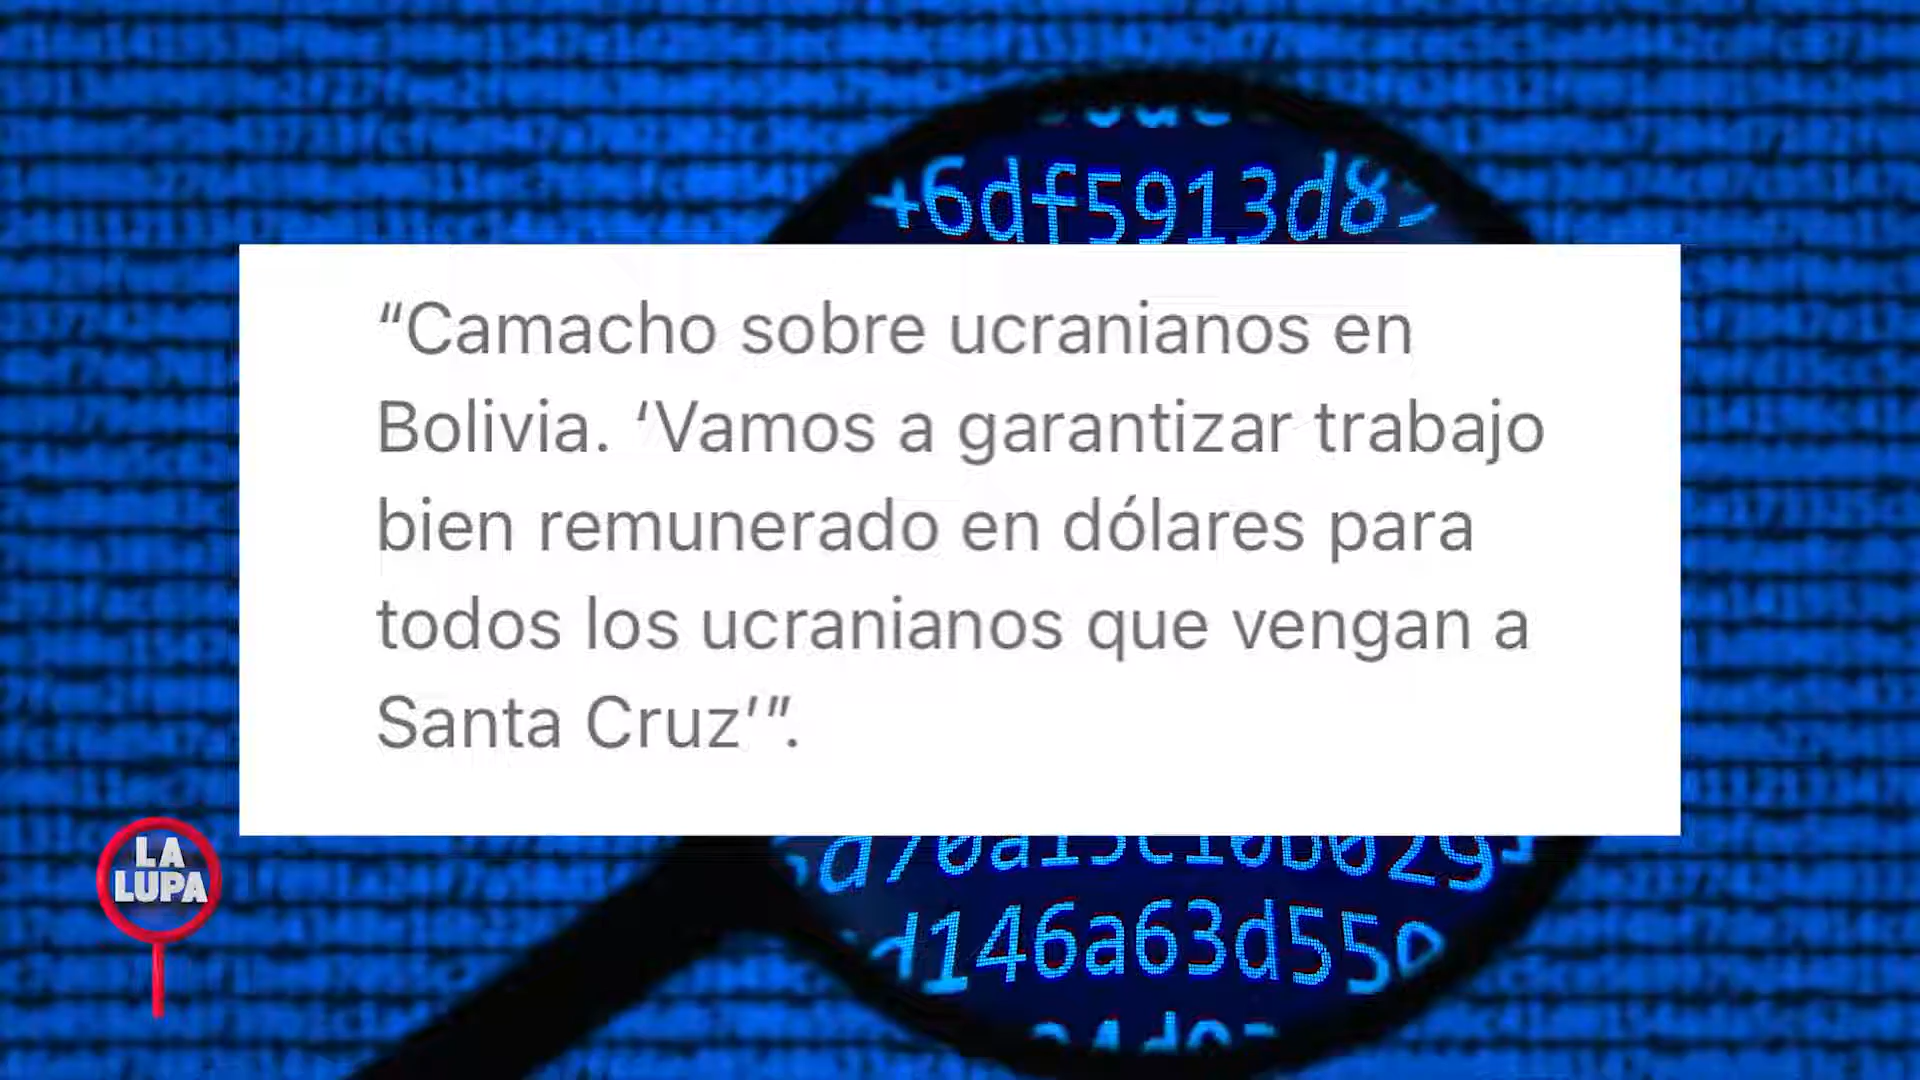 +6df5913d8
“Camacho sobre ucranianos en
Bolivia. ‘Vamos a garantizar trabajo
bien remunerado en dólares para
todos los ucranianos que vengan a
Santa Cruz’”.
LA
LUPA
d146a63d550